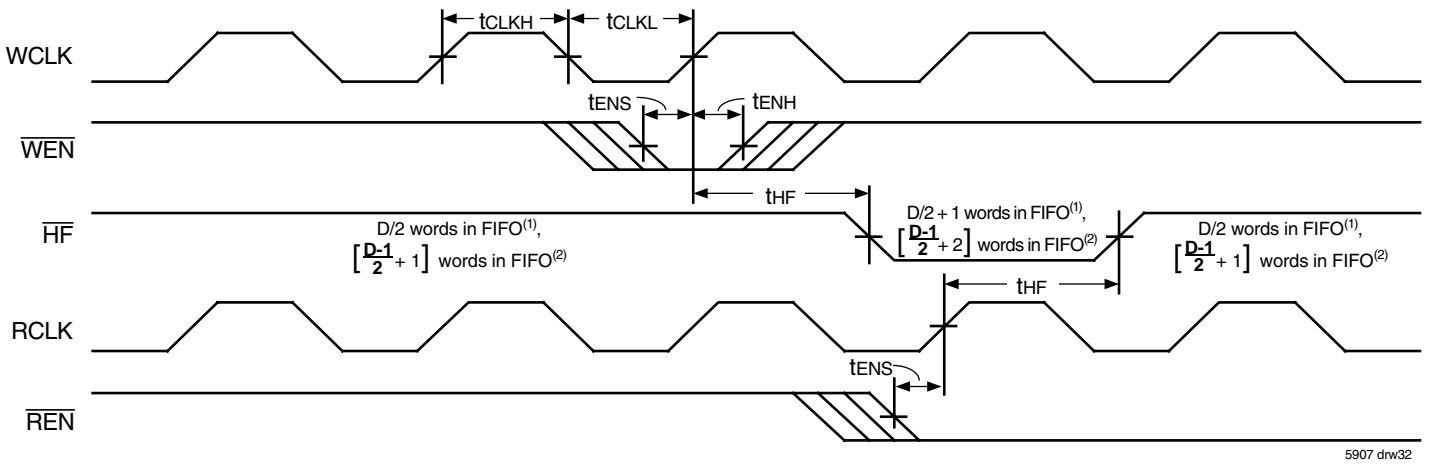 tCLKH
tCLKL
WCLK
tENS
tENH
WEN
tHF
HF
D/2 words in FIFO(1),
[D-1/2 + 1] words in FIFO(2)
D/2 + 1 words in FIFO(1),
[D-1/2 + 2] words in FIFO(2)
D/2 words in FIFO(1),
[D-1/2 + 1] words in FIFO(2)
tHF
RCLK
tENS
REN
5907 drw32